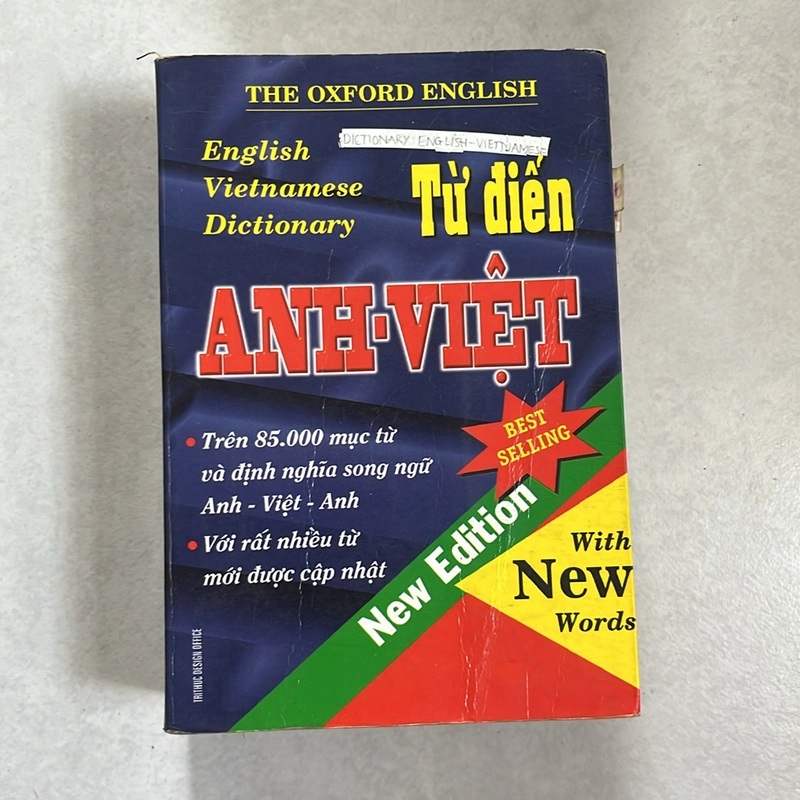 THE OXFORD ENGLISH
DICTIONARY ENGLISH-VIETNAMESE
English
Vietnamese
Dictionary
Từ điển
ANH·VIỆT
BEST
SELLING
Trên 85.000 mục từ
và định nghĩa song ngữ
Anh - Việt - Anh
Với rất nhiều từ
mới được cập nhật
New Edition
With
New
Words
TRITHUC DESIGN OFFICE